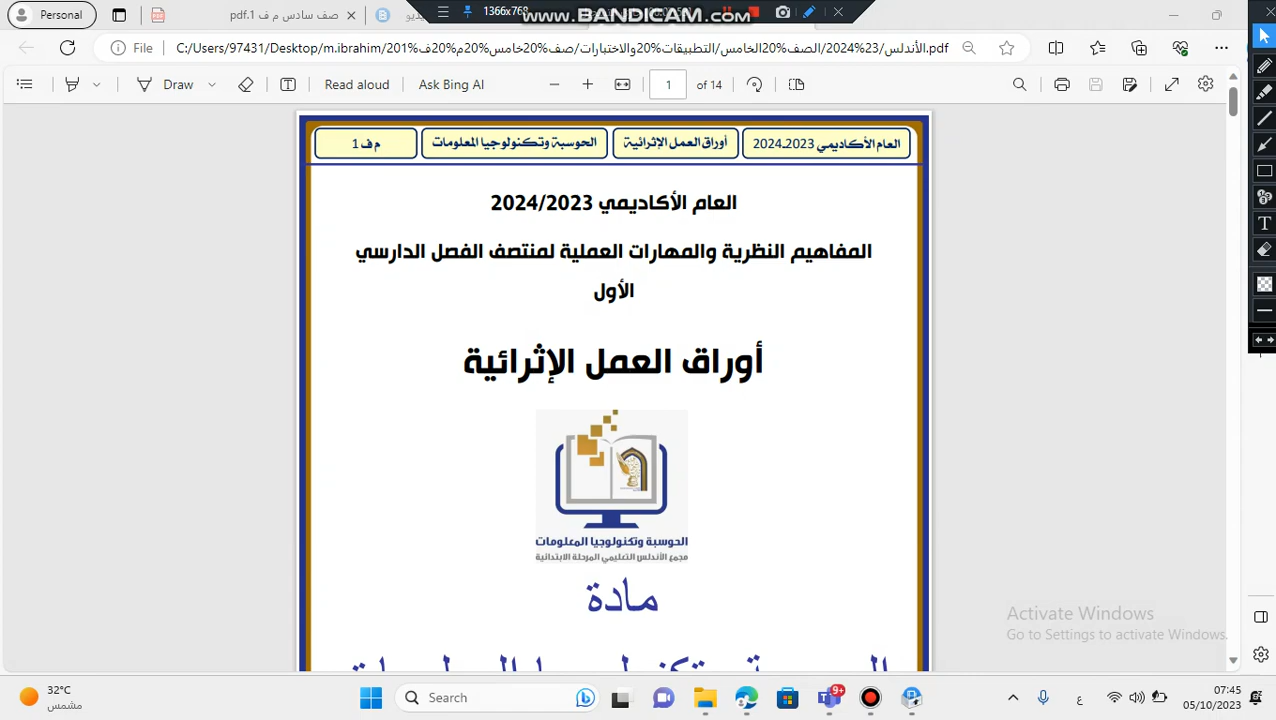 Personal
صف سادس م ف 1.pdf
1366x768
www.BANDICAM.com
File
C:/Users/97431/Desktop/m.ibrahim/الأندلس/23%2024/الصف%20الخامس/التطبيقات%20والاختبارات/صف%20خامس%20م%20ف%201.pdf
Draw
Read aloud
Ask Bing AI
1
of 14
العام الأكاديمي 2023ـ2024
أوراق العمل الإثرائية
الحوسبة وتكنولوجيا المعلومات
م ف 1
العام الأكاديمي 2024/2023
المفاهيم النظرية والمهارات العملية لمنتصف الفصل الدارسي
الأول
أوراق العمل الإثرائية
الحوسبة وتكنولوجيا المعلومات
مجمع الأندلس التعليمي المرحلة الابتدائية
مادة
Activate Windows
Go to Settings to activate Windows.
32°C
مشمس
Search
9+
ع
07:45
05/10/2023